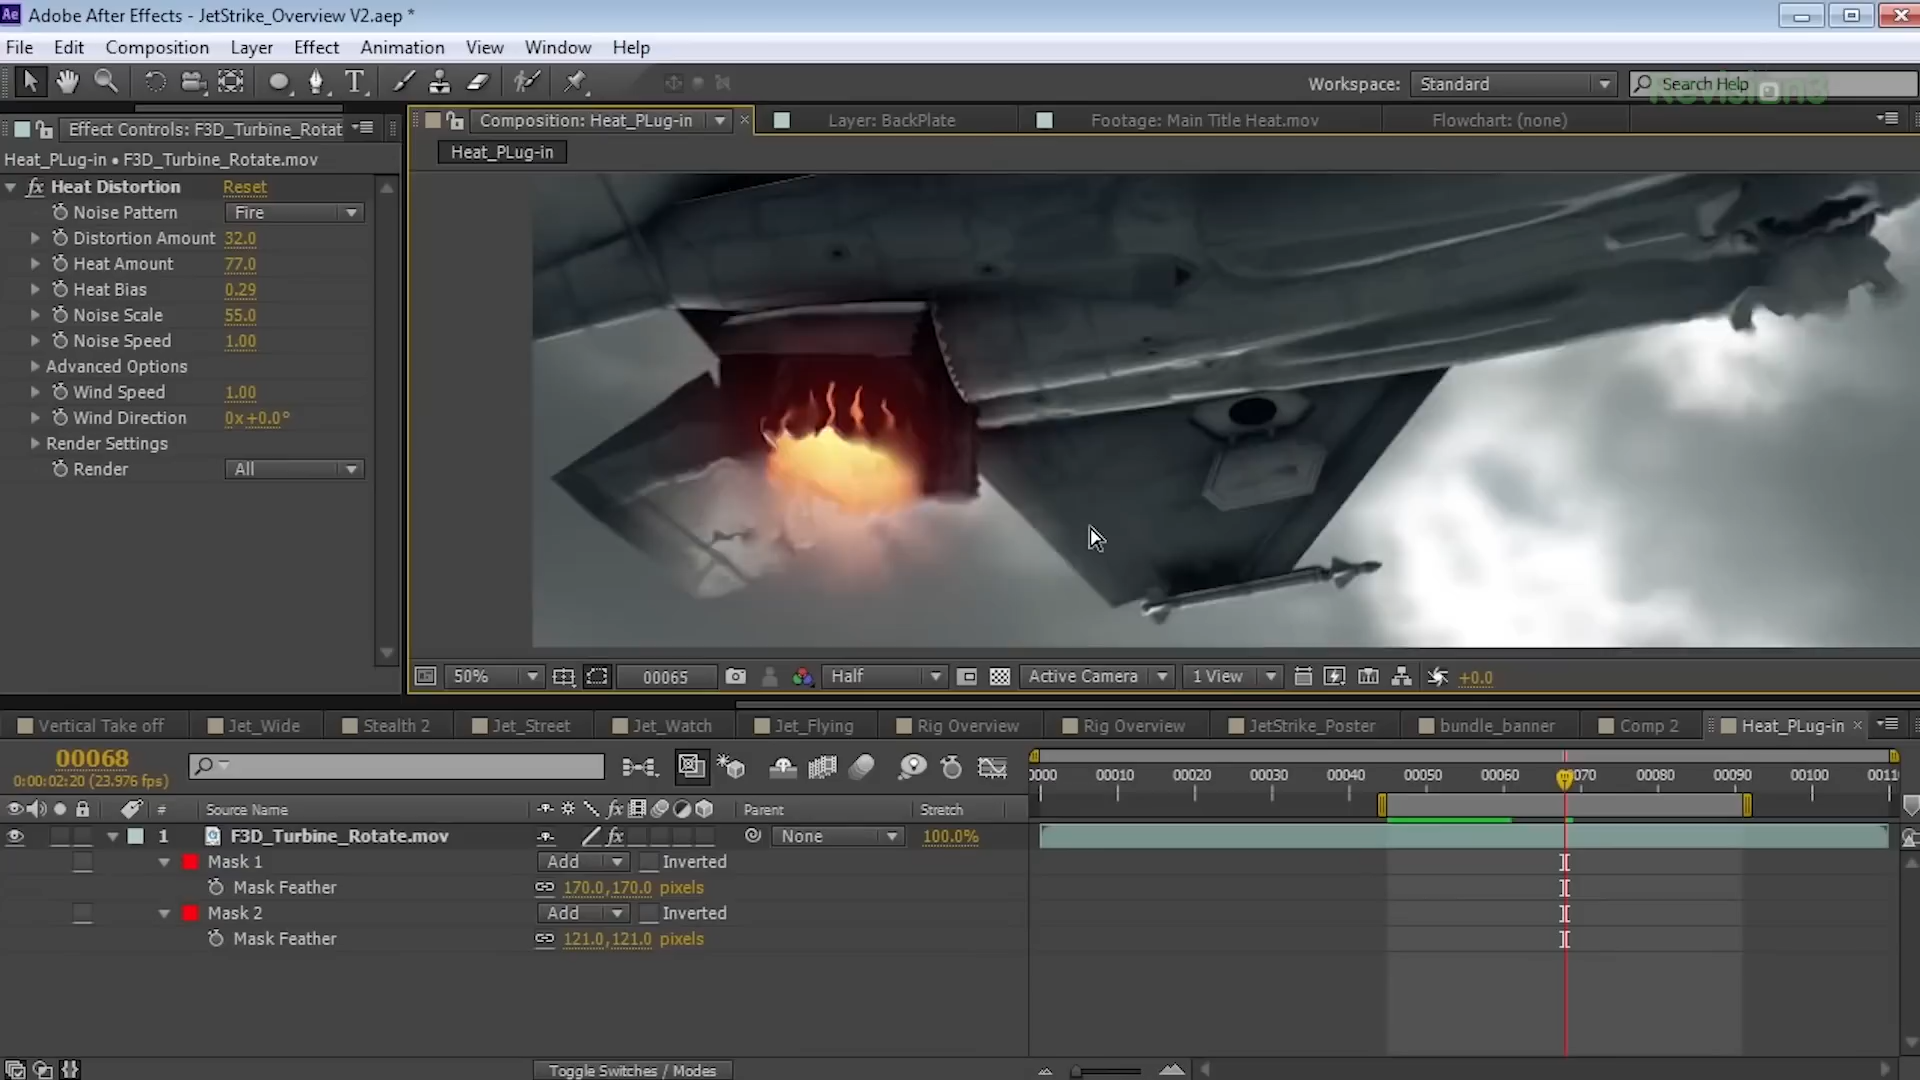 Ae Adobe After Effects - JetStrike_Overview V2.aep *
File Edit Composition Layer Effect Animation View Window Help
T Workspace: Standard Search Help
Revision3
Effect Controls: F3D_Turbine_Rotat
Composition: Heat_PLug-in × Layer: BackPlate Footage: Main Title Heat.mov Flowchart: (none)
Heat_PLug-in • F3D_Turbine_Rotate.mov
Heat_PLug-in
fx Heat Distortion Reset
Noise Pattern Fire
Distortion Amount 32.0
Heat Amount 77.0
Heat Bias 0.29
Noise Scale 55.0
Noise Speed 1.00
Advanced Options
Wind Speed 1.00
Wind Direction 0x+0.0°
Render Settings
Render All
50% 00065 Half Active Camera 1 View +0.0
Vertical Take off Jet_Wide Stealth 2 Jet_Street Jet_Watch Jet_Flying Rig Overview Rig Overview JetStrike_Poster bundle_banner Comp 2 Heat_PLug-in ×
00068
0:00:02:20 (23.976 fps)
0000 00010 00020 00030 00040 00050 00060 070 00080 00090 00100 0011
# Source Name fx Parent Stretch
1 F3D_Turbine_Rotate.mov fx None 100.0%
Mask 1 Add Inverted
Mask Feather 170.0,170.0 pixels
Mask 2 Add Inverted
Mask Feather 121.0,121.0 pixels
Toggle Switches / Modes